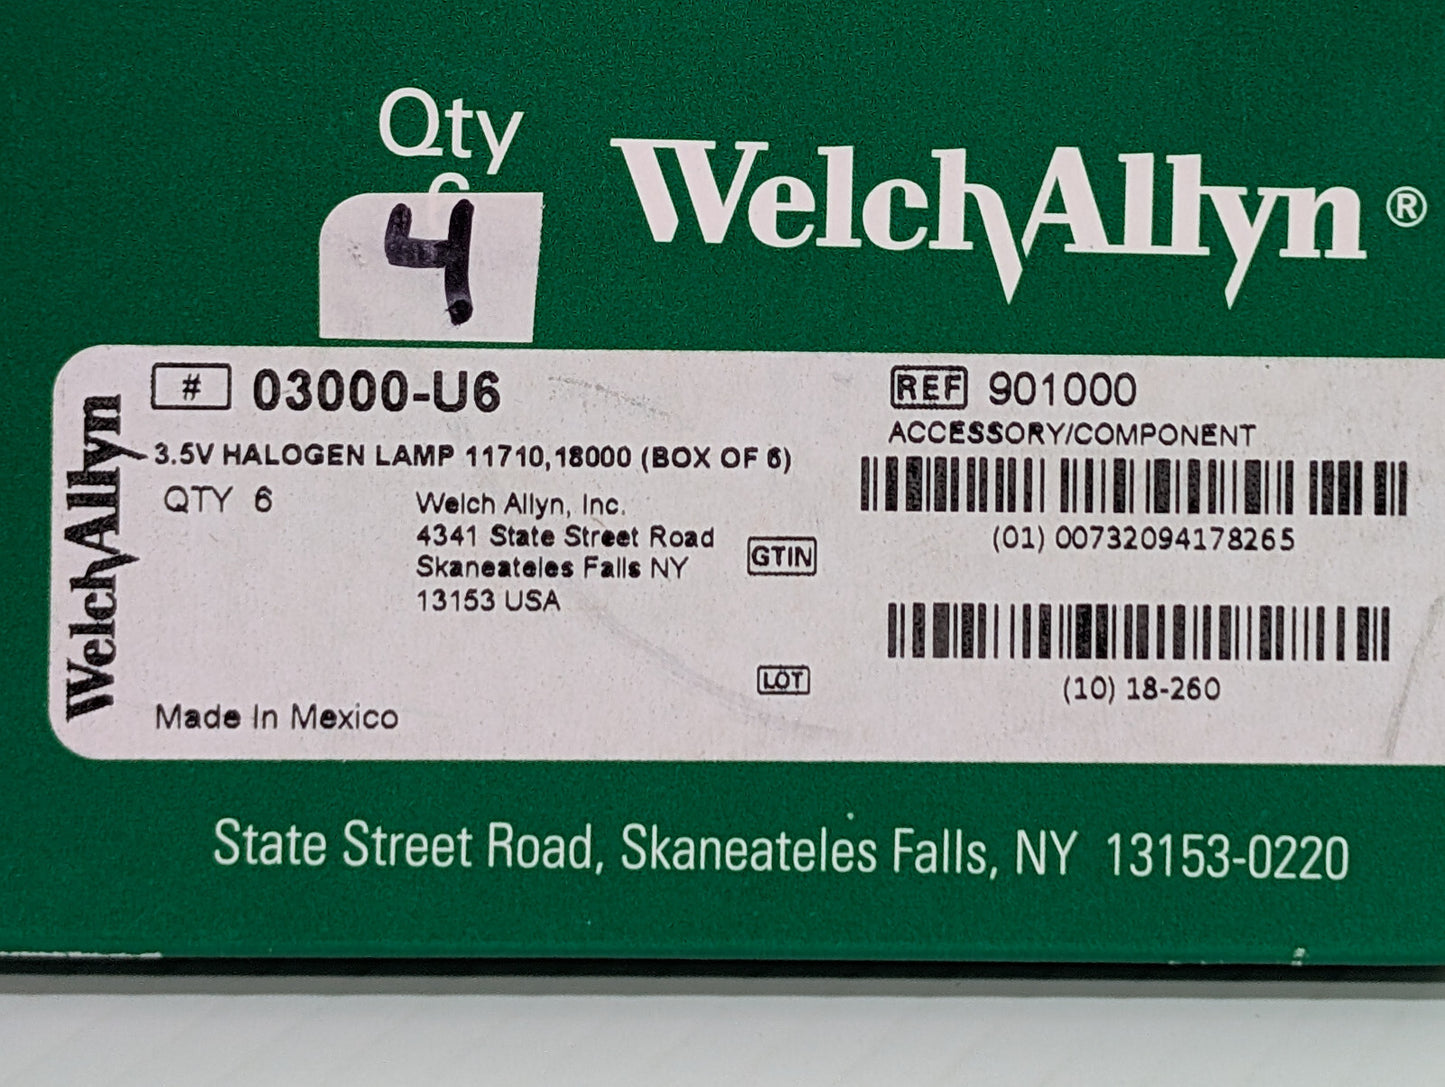 Qty
4
WelchAllyn®
# 03000-U6
3.5V HALOGEN LAMP 11710,18000 (BOX OF 6)
QTY 6
Welch Allyn, Inc.
4341 State Street Road
Skaneateles Falls NY
13153 USA
Made In Mexico
WelchAllyn
REF 901000
ACCESSORY/COMPONENT
GTIN
(01) 00732094178265
LOT
(10) 18-260
State Street Road, Skaneateles Falls, NY 13153-0220